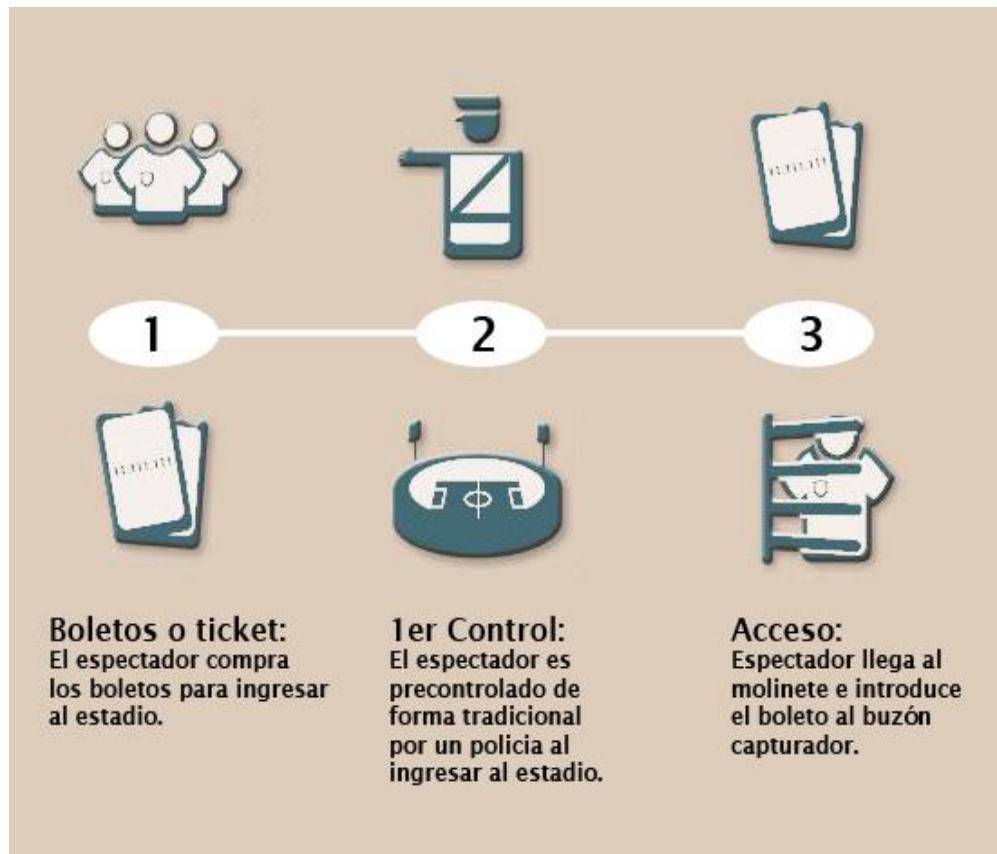 1
2
3
Boletos o ticket:
El espectador compra
los boletos para ingresar
al estadio.
1er Control:
El espectador es
precontrolado de
forma tradicional
por un policia al
ingresar al estadio.
Acceso:
Espectador llega al
molinete e introduce
el boleto al buzón
capturador.